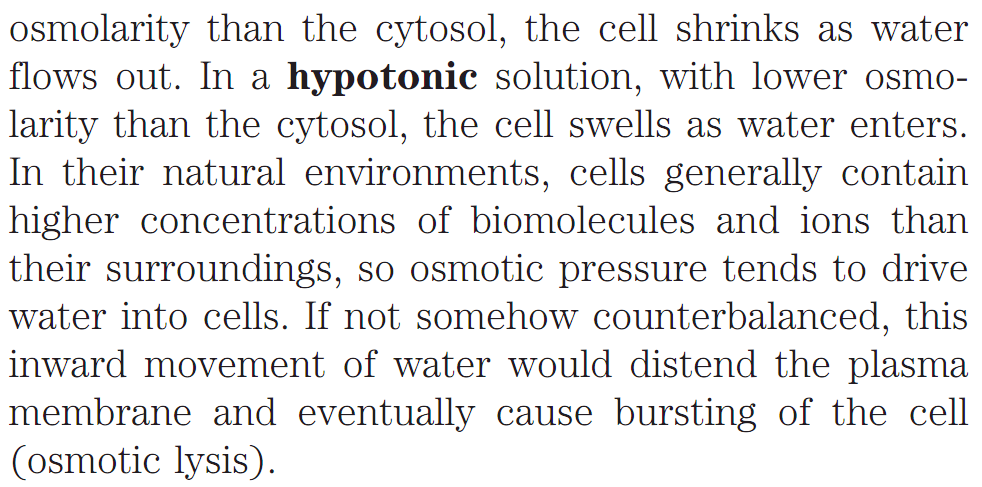 osmolarity than the cytosol, the cell shrinks as water
flows out. In a hypotonic solution, with lower osmo-
larity than the cytosol, the cell swells as water enters.
In their natural environments, cells generally contain
higher concentrations of biomolecules and ions than
their surroundings, so osmotic pressure tends to drive
water into cells. If not somehow counterbalanced, this
inward movement of water would distend the plasma
membrane and eventually cause bursting of the cell
(osmotic lysis).